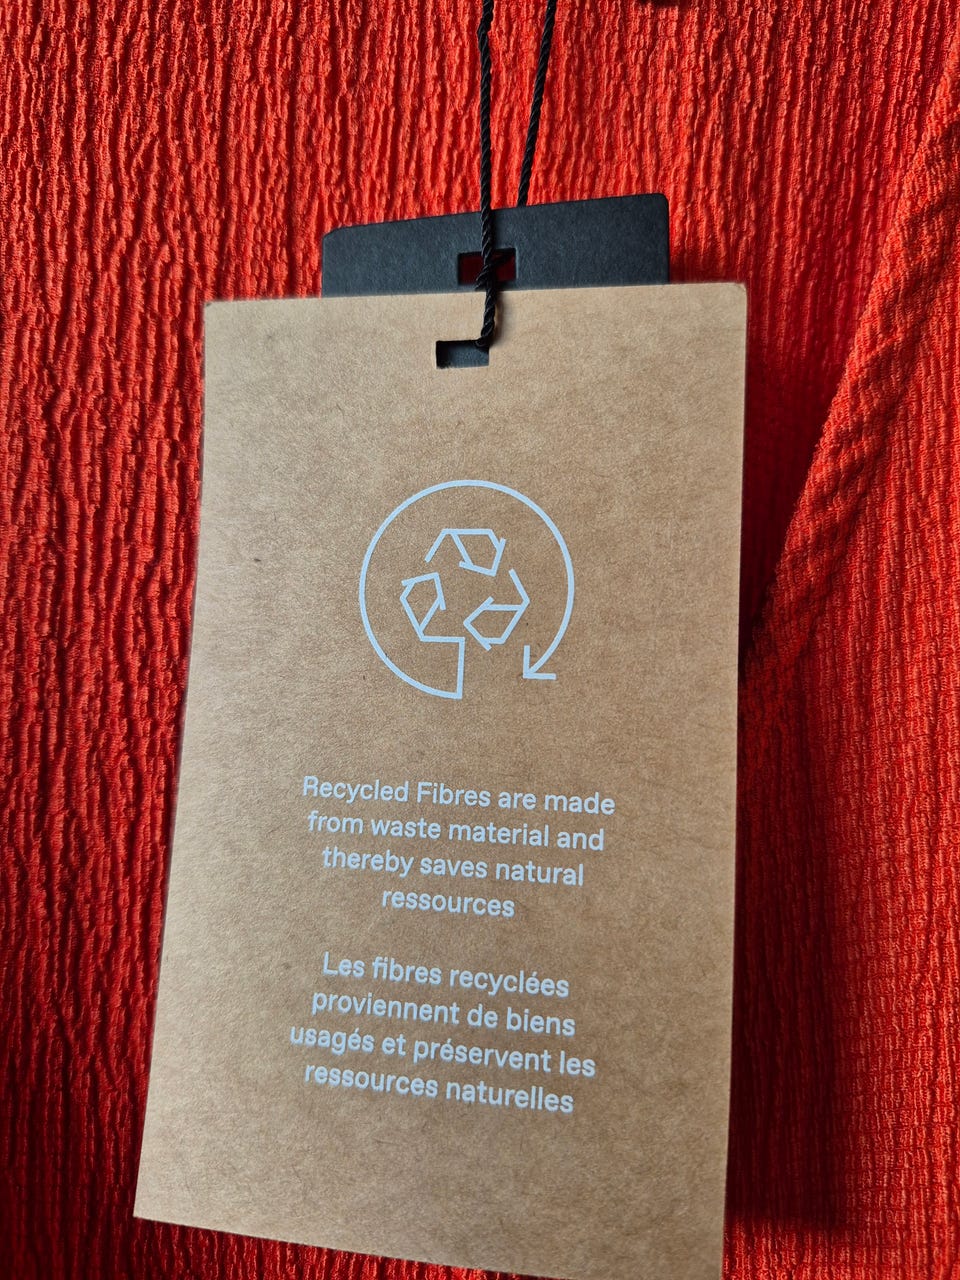 Recycled Fibres are made
from waste material and
thereby saves natural
ressources
Les fibres recyclées
proviennent de biens
usagés et préservent les
ressources naturelles